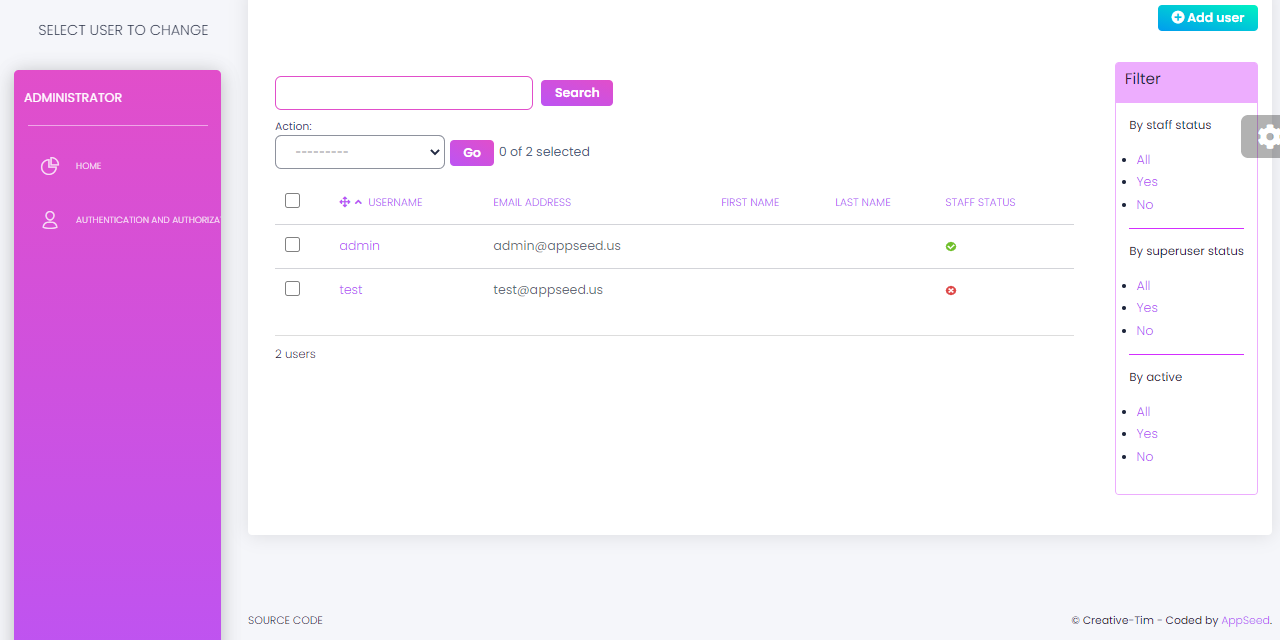 SELECT USER TO CHANGE
Add user
ADMINISTRATOR
HOME
AUTHENTICATION AND
Search
Action:
---------
Go
0 of 2 selected
USERNAME EMAIL ADDRESS FIRST NAME LAST NAME STAFF STATUS
admin admin@appseed.us
test test@appseed.us
2 users
Filter
By staff status
All
Yes
No
By superuser status
All
Yes
No
By active
All
Yes
No
SOURCE CODE
© Creative-Tim - Coded by AppSeed.